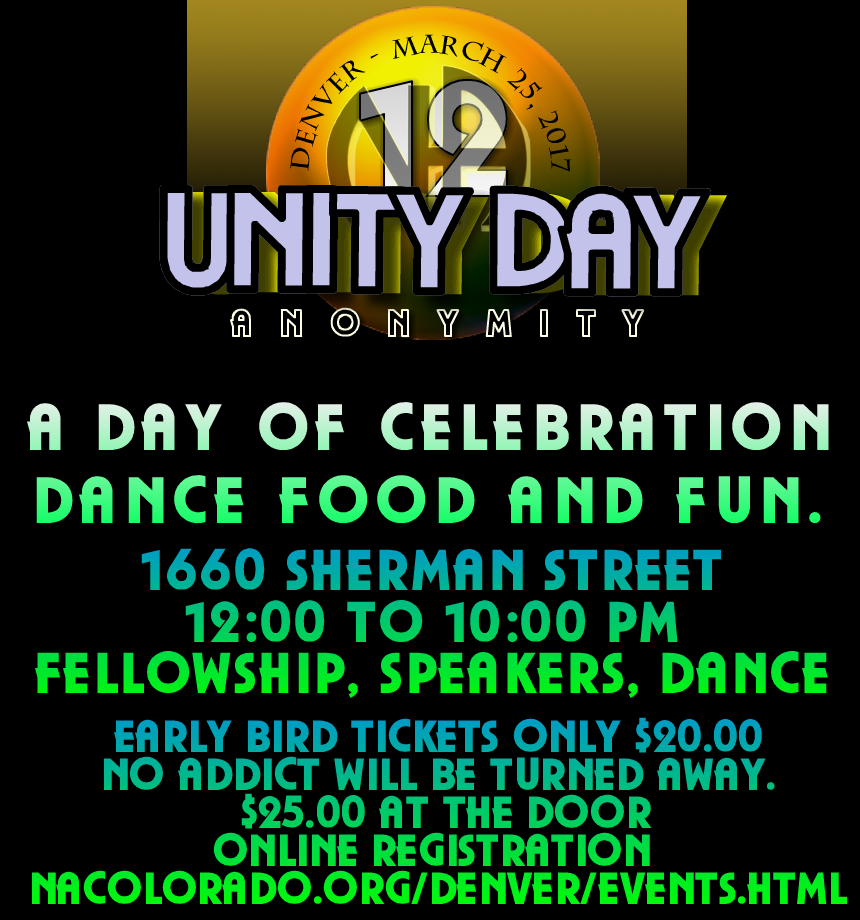 DENVER - MARCH 25, 2017
12
UNITY DAY
ANONYMITY
A DAY OF CELEBRATION
DANCE FOOD AND FUN.
1660 SHERMAN STREET
12:00 TO 10:00 PM
FELLOWSHIP, SPEAKERS, DANCE
EARLY BIRD TICKETS ONLY $20.00
NO ADDICT WILL BE TURNED AWAY.
$25.00 AT THE DOOR
ONLINE REGISTRATION
NACOLORADO.ORG/DENVER/EVENTS.HTML